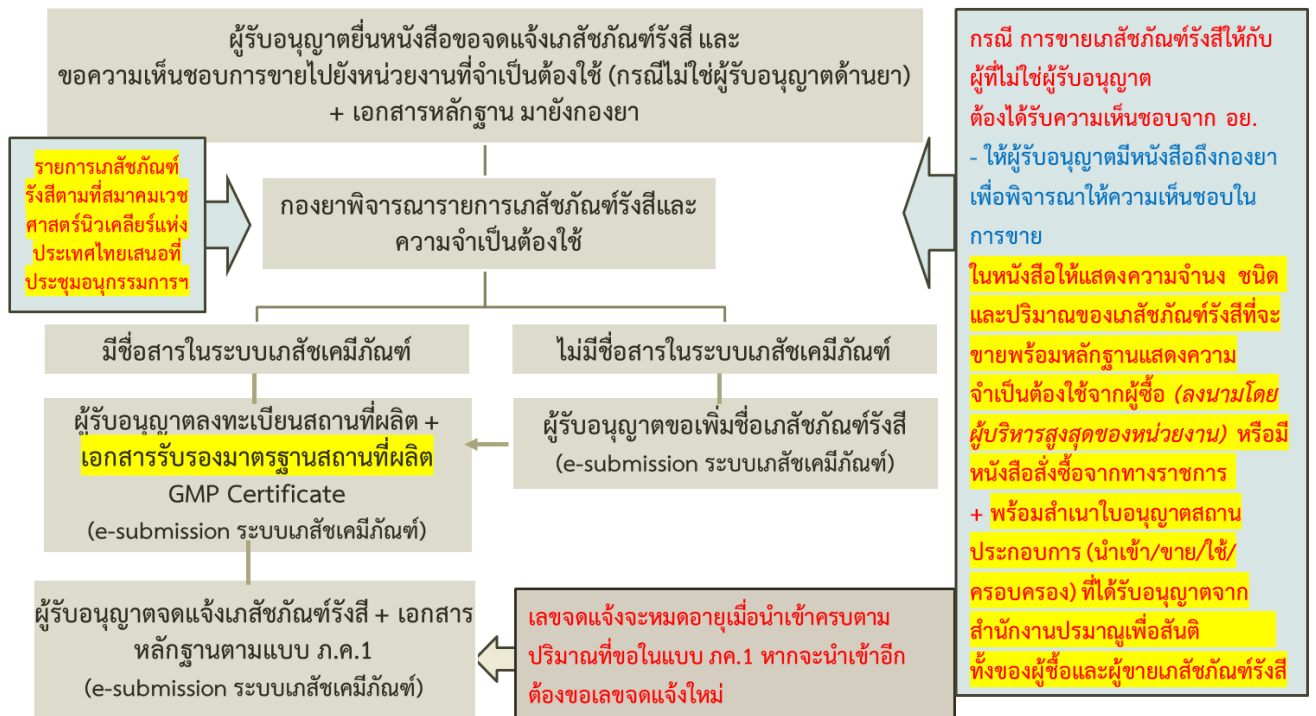 ผู้รับอนุญาตยื่นหนังสือขอจดแจ้งเภสัชภัณฑ์รังสี และ
ขอความเห็นชอบการขายไปยังหน่วยงานที่จำเป็นต้องใช้ (กรณีไม่ใช่ผู้รับอนุญาตด้านยา)
+ เอกสารหลักฐาน มายังกองยา
รายการเภสัชภัณฑ์
รังสีตามที่สมาคมเวช
ศาสตร์นิวเคลียร์แห่ง
ประเทศไทยเสนอที่
ประชุมอนุกรรมการฯ
กองยาพิจารณารายการเภสัชภัณฑ์รังสีและ
ความจำเป็นต้องใช้
มีชื่อสารในระบบเภสัชเคมีภัณฑ์
ไม่มีชื่อสารในระบบเภสัชเคมีภัณฑ์
ผู้รับอนุญาตลงทะเบียนสถานที่ผลิต +
เอกสารรับรองมาตรฐานสถานที่ผลิต
GMP Certificate
(e-submission ระบบเภสัชเคมีภัณฑ์)
ผู้รับอนุญาตขอเพิ่มชื่อเภสัชภัณฑ์รังสี
(e-submission ระบบเภสัชเคมีภัณฑ์)
ผู้รับอนุญาตจดแจ้งเภสัชภัณฑ์รังสี + เอกสาร
หลักฐานตามแบบ ภ.ค.1
(e-submission ระบบเภสัชเคมีภัณฑ์)
เลขจดแจ้งจะหมดอายุเมื่อนำเข้าครบตาม
ปริมาณที่ขอในแบบ ภค.1 หากจะนำเข้าอีก
ต้องขอเลขจดแจ้งใหม่
กรณี การขายเภสัชภัณฑ์รังสีให้กับ
ผู้ที่ไม่ใช่ผู้รับอนุญาต
ต้องได้รับความเห็นชอบจาก อย.
- ให้ผู้รับอนุญาตมีหนังสือถึงกองยา
เพื่อพิจารณาให้ความเห็นชอบใน
การขาย
ในหนังสือให้แสดงความจำนง ชนิด
และปริมาณของเภสัชภัณฑ์รังสีที่จะ
ขายพร้อมหลักฐานแสดงความ
จำเป็นต้องใช้จากผู้ซื้อ (ลงนามโดย
ผู้บริหารสูงสุดของหน่วยงาน) หรือมี
หนังสือสั่งซื้อจากทางราชการ
+ พร้อมสำเนาใบอนุญาตสถาน
ประกอบการ (นำเข้า/ขาย/ใช้/
ครอบครอง) ที่ได้รับอนุญาตจาก
สำนักงานปรมาณูเพื่อสันติ
ทั้งของผู้ซื้อและผู้ขายเภสัชภัณฑ์รังสี